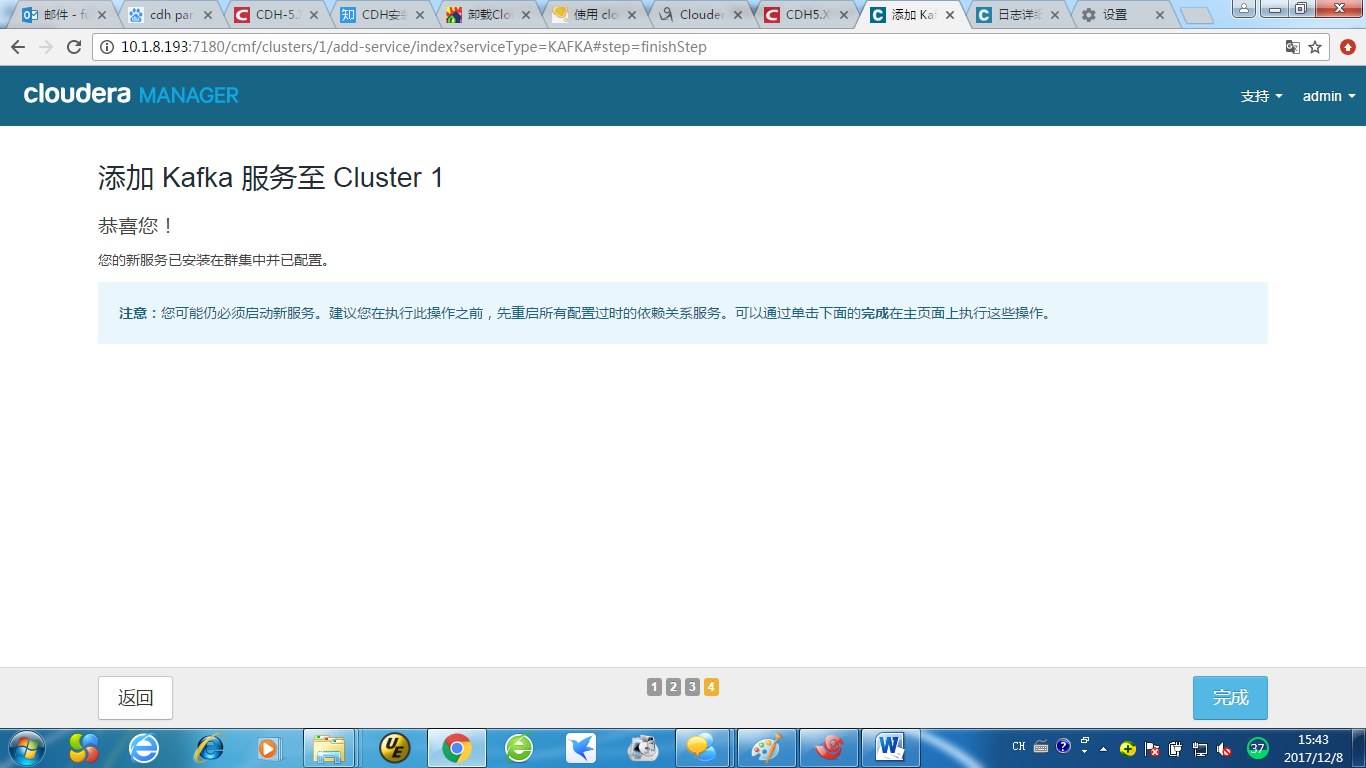 邮件 - f
cdh par
CDH-5.
CDH安
卸载Clo
使用 clo
Clouder
CDH5.X
添加 Kaf
日志详细
设置
10.1.8.193:7180/cmf/clusters/1/add-service/index?serviceType=KAFKA#step=finishStep
cloudera MANAGER
支持
admin
添加 Kafka 服务至 Cluster 1
恭喜您！
您的新服务已安装在群集中并已配置。
注意：您可能仍必须启动新服务。建议您在执行此操作之前，先重启所有配置过时的依赖关系服务。可以通过单击下面的完成在主页面上执行这些操作。
返回
1 2 3 4
完成
CH
37
15:43
2017/12/8